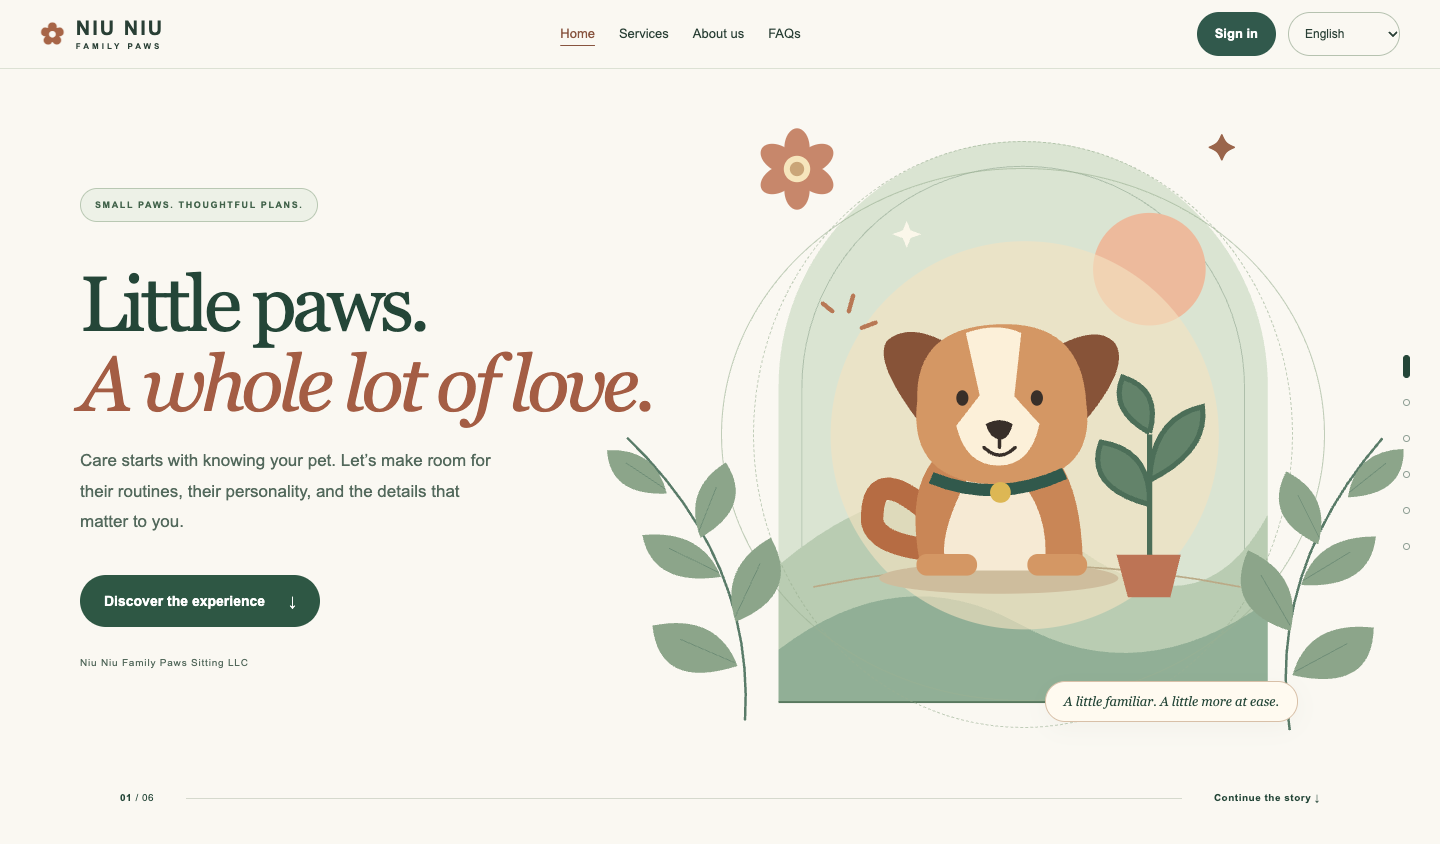 NIU NIU
FAMILY PAWS
Home
Services
About us
FAQs
Sign in
English
SMALL PAWS. THOUGHTFUL PLANS.
Little paws.
A whole lot of love.
Care starts with knowing your pet. Let’s make room for
their routines, their personality, and the details that
matter to you.
Discover the experience ↓
Niu Niu Family Paws Sitting LLC
A little familiar. A little more at ease.
01 / 06
Continue the story ↓